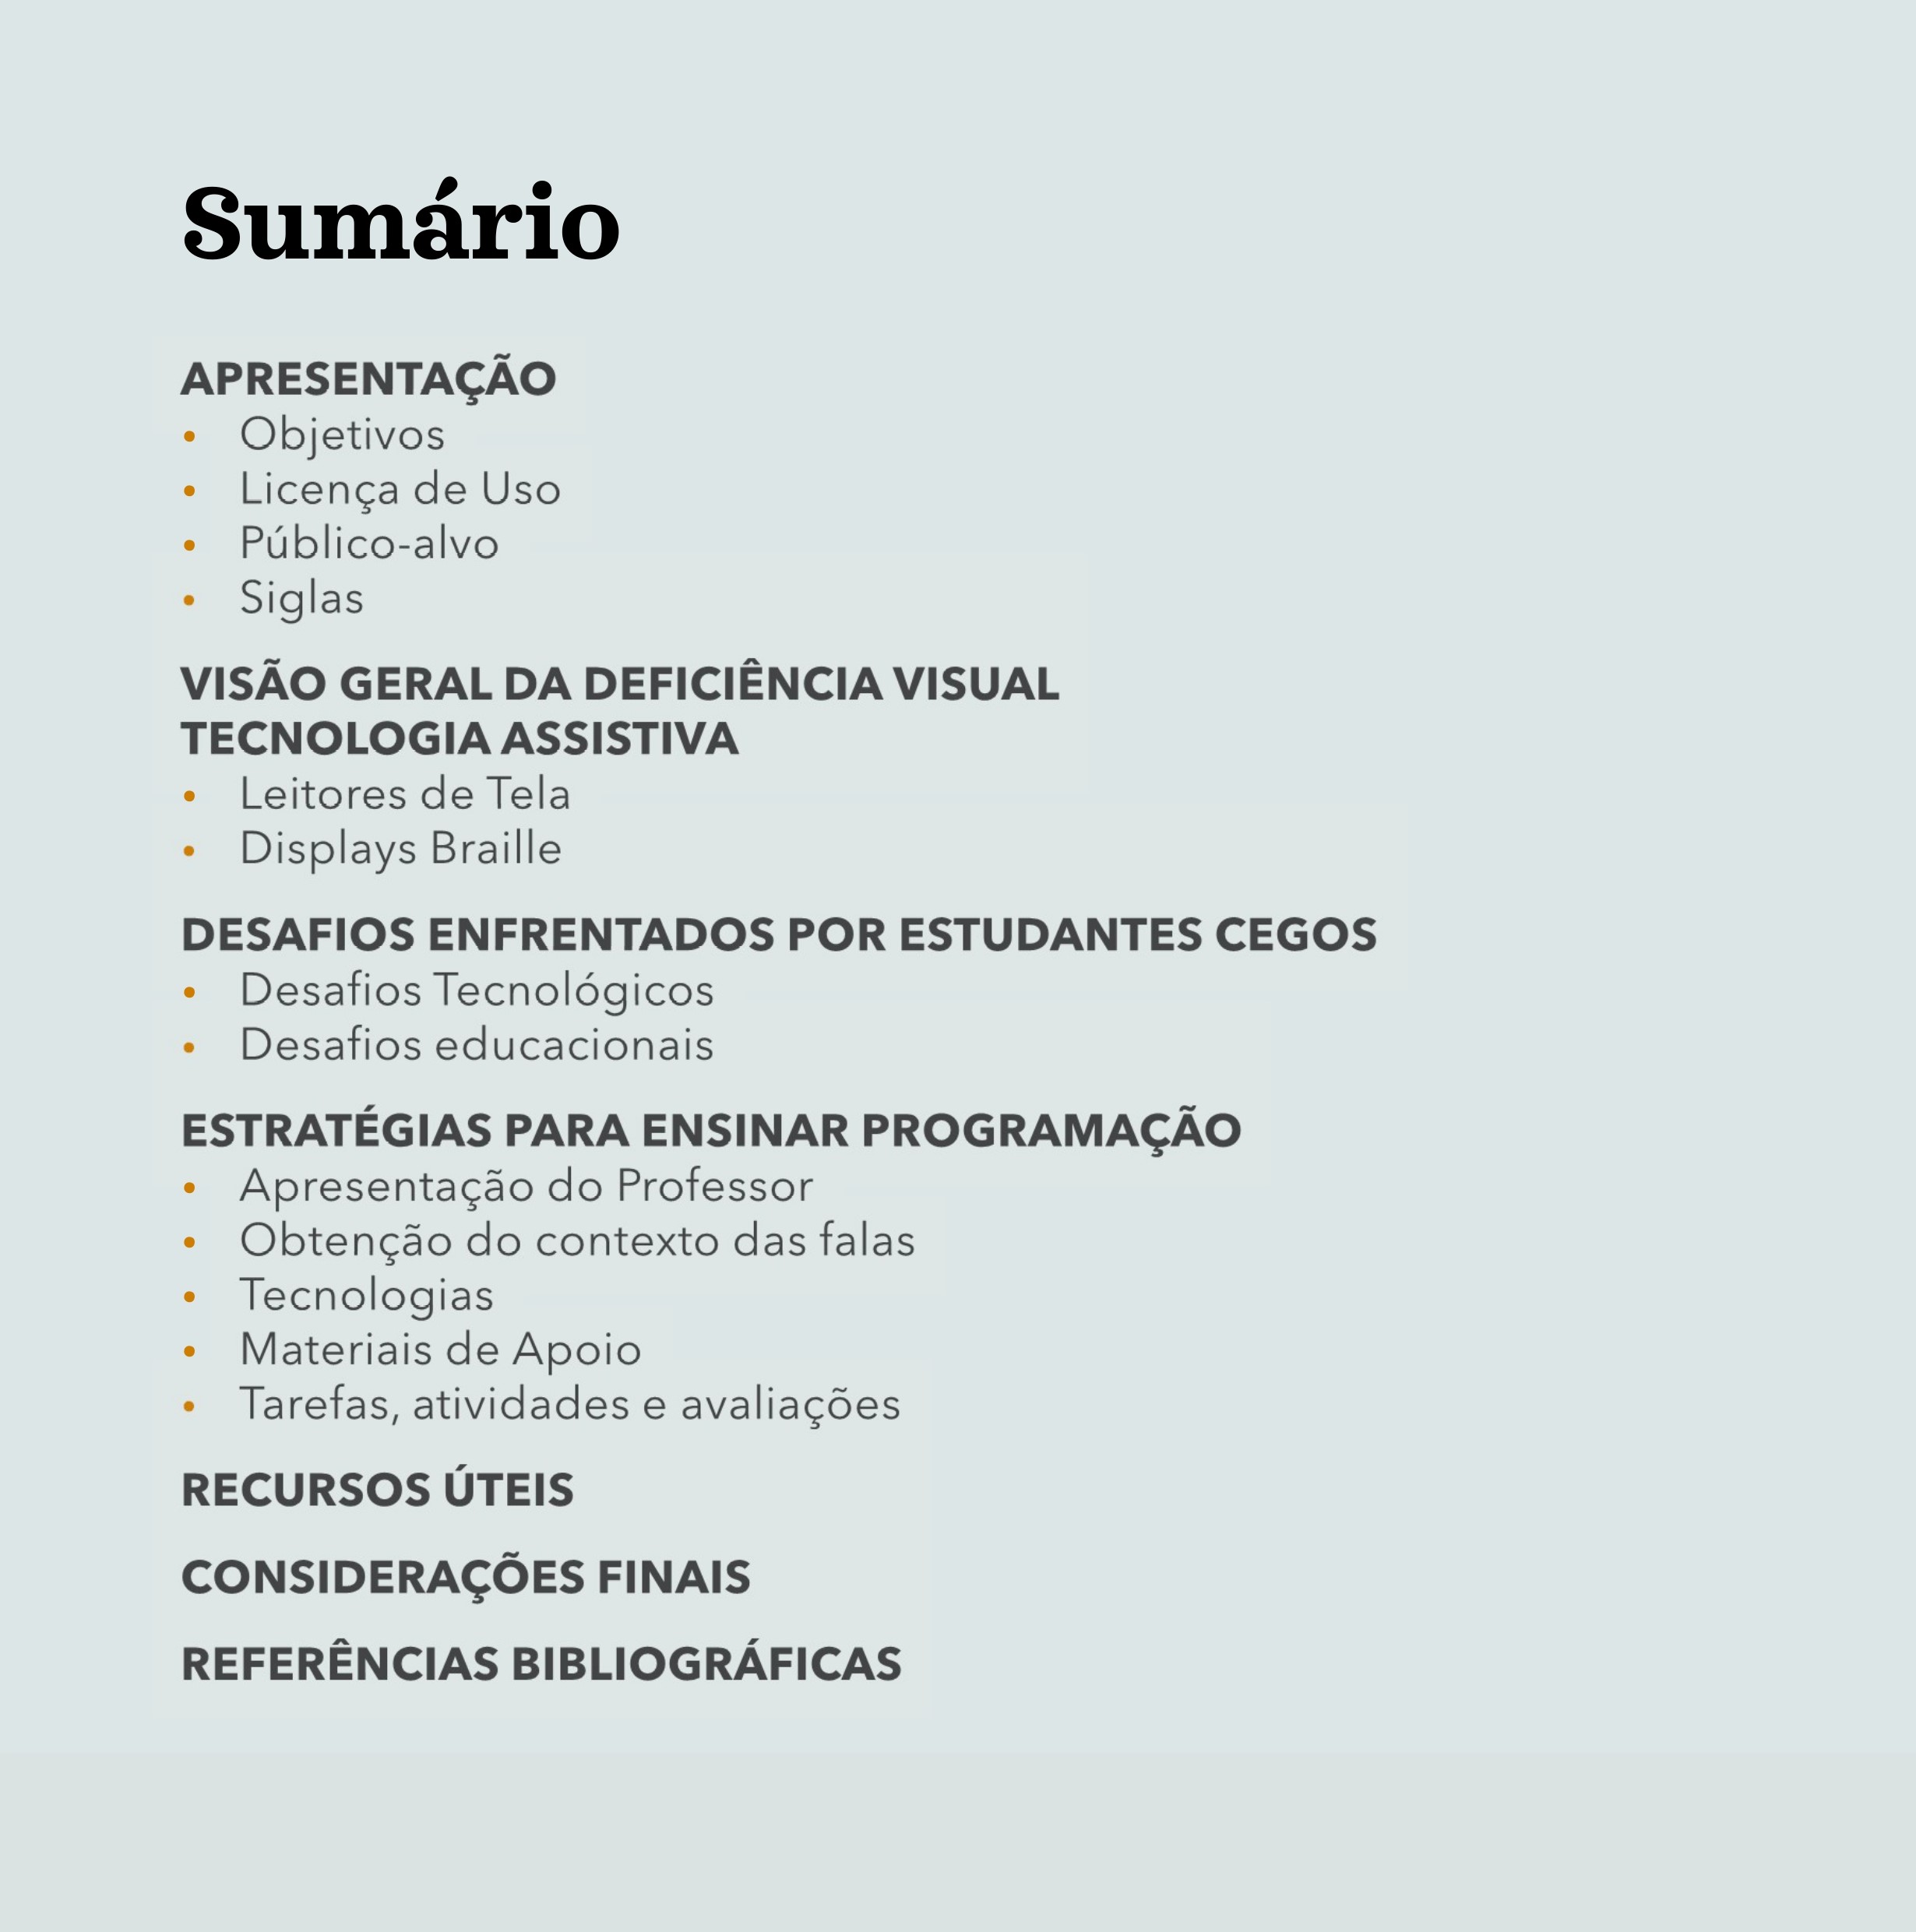 Sumário
APRESENTAÇÃO
• Objetivos
• Licença de Uso
• Público-alvo
• Siglas
VISÃO GERAL DA DEFICIÊNCIA VISUAL
TECNOLOGIA ASSISTIVA
• Leitores de Tela
• Displays Braille
DESAFIOS ENFRENTADOS POR ESTUDANTES CEGOS
• Desafios Tecnológicos
• Desafios educacionais
ESTRATÉGIAS PARA ENSINAR PROGRAMAÇÃO
• Apresentação do Professor
• Obtenção do contexto das falas
• Tecnologias
• Materiais de Apoio
• Tarefas, atividades e avaliações
RECURSOS ÚTEIS
CONSIDERAÇÕES FINAIS
REFERÊNCIAS BIBLIOGRÁFICAS